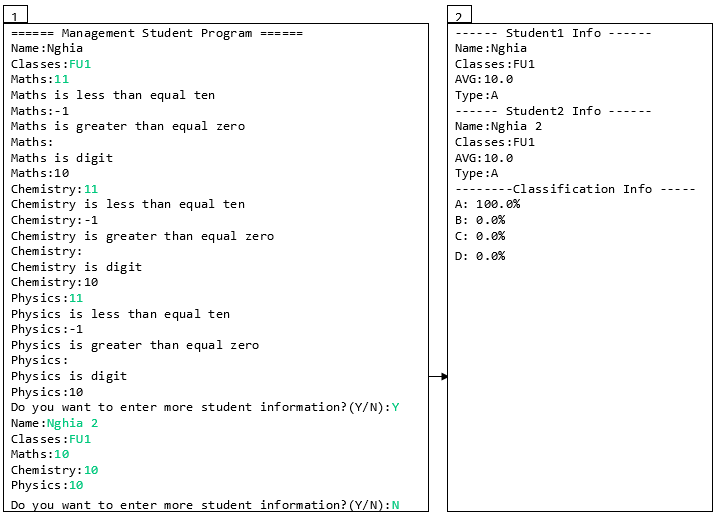 1
====== Management Student Program ======
Name:Nghia
Classes:FU1
Maths:11
Maths is less than equal ten
Maths:-1
Maths is greater than equal zero
Maths:
Maths is digit
Maths:10
Chemistry:11
Chemistry is less than equal ten
Chemistry:-1
Chemistry is greater than equal zero
Chemistry:
Chemistry is digit
Chemistry:10
Physics:11
Physics is less than equal ten
Physics:-1
Physics is greater than equal zero
Physics:
Physics is digit
Physics:10
Do you want to enter more student information?(Y/N):Y
Name:Nghia 2
Classes:FU1
Maths:10
Chemistry:10
Physics:10
Do you want to enter more student information?(Y/N):N
2
------ Student1 Info ------
Name:Nghia
Classes:FU1
AVG:10.0
Type:A
------ Student2 Info ------
Name:Nghia 2
Classes:FU1
AVG:10.0
Type:A
--------Classification Info -----
A: 100.0%
B: 0.0%
C: 0.0%
D: 0.0%